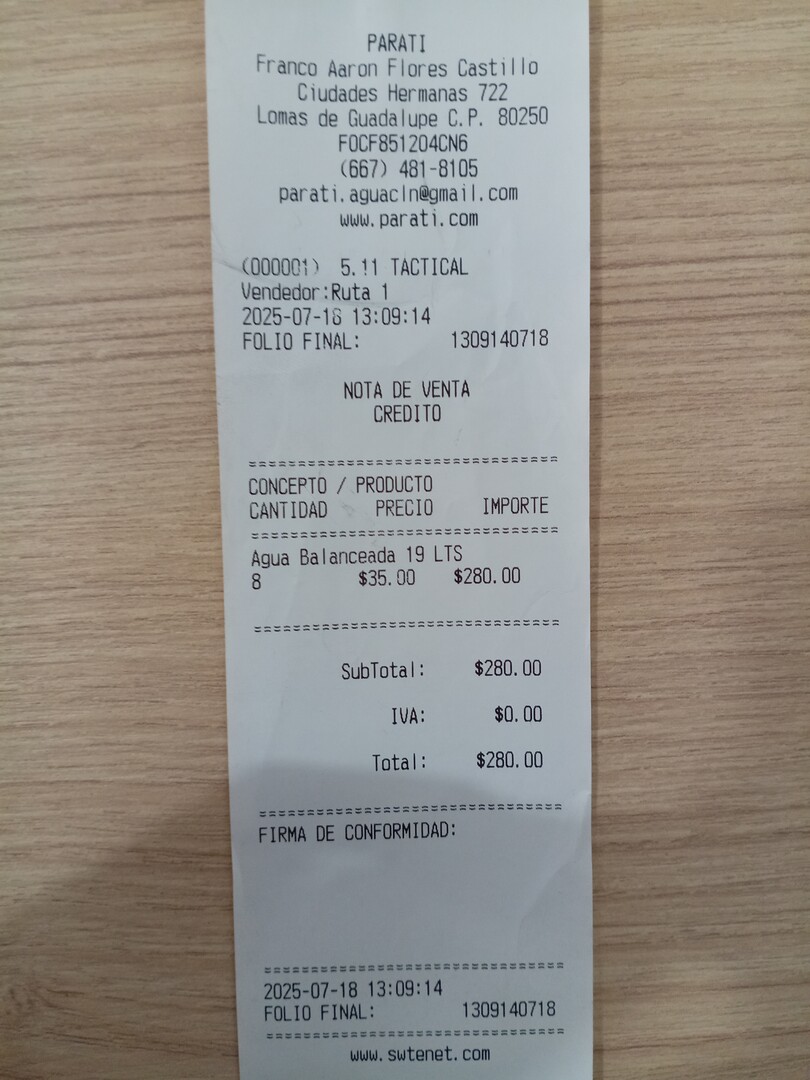 PARATI
Franco Aaron Flores Castillo
Ciudades Hermanas 722
Lomas de Guadalupe C.P. 80250
FOCF851204CN6
(667) 481-8105
parati.aguacln@gmail.com
www.parati.com
(000001) 5.11 TACTICAL
Vendedor:Ruta 1
2025-07-18 13:09:14
FOLIO FINAL: 1309140718
NOTA DE VENTA
CREDITO
===============================
CONCEPTO / PRODUCTO
CANTIDAD PRECIO IMPORTE
===============================
Agua Balanceada 19 LTS
8 $35.00 $280.00
===============================
SubTotal: $280.00
IVA: $0.00
Total: $280.00
===============================
FIRMA DE CONFORMIDAD:
===============================
2025-07-18 13:09:14
FOLIO FINAL: 1309140718
===============================
www.swtenet.com